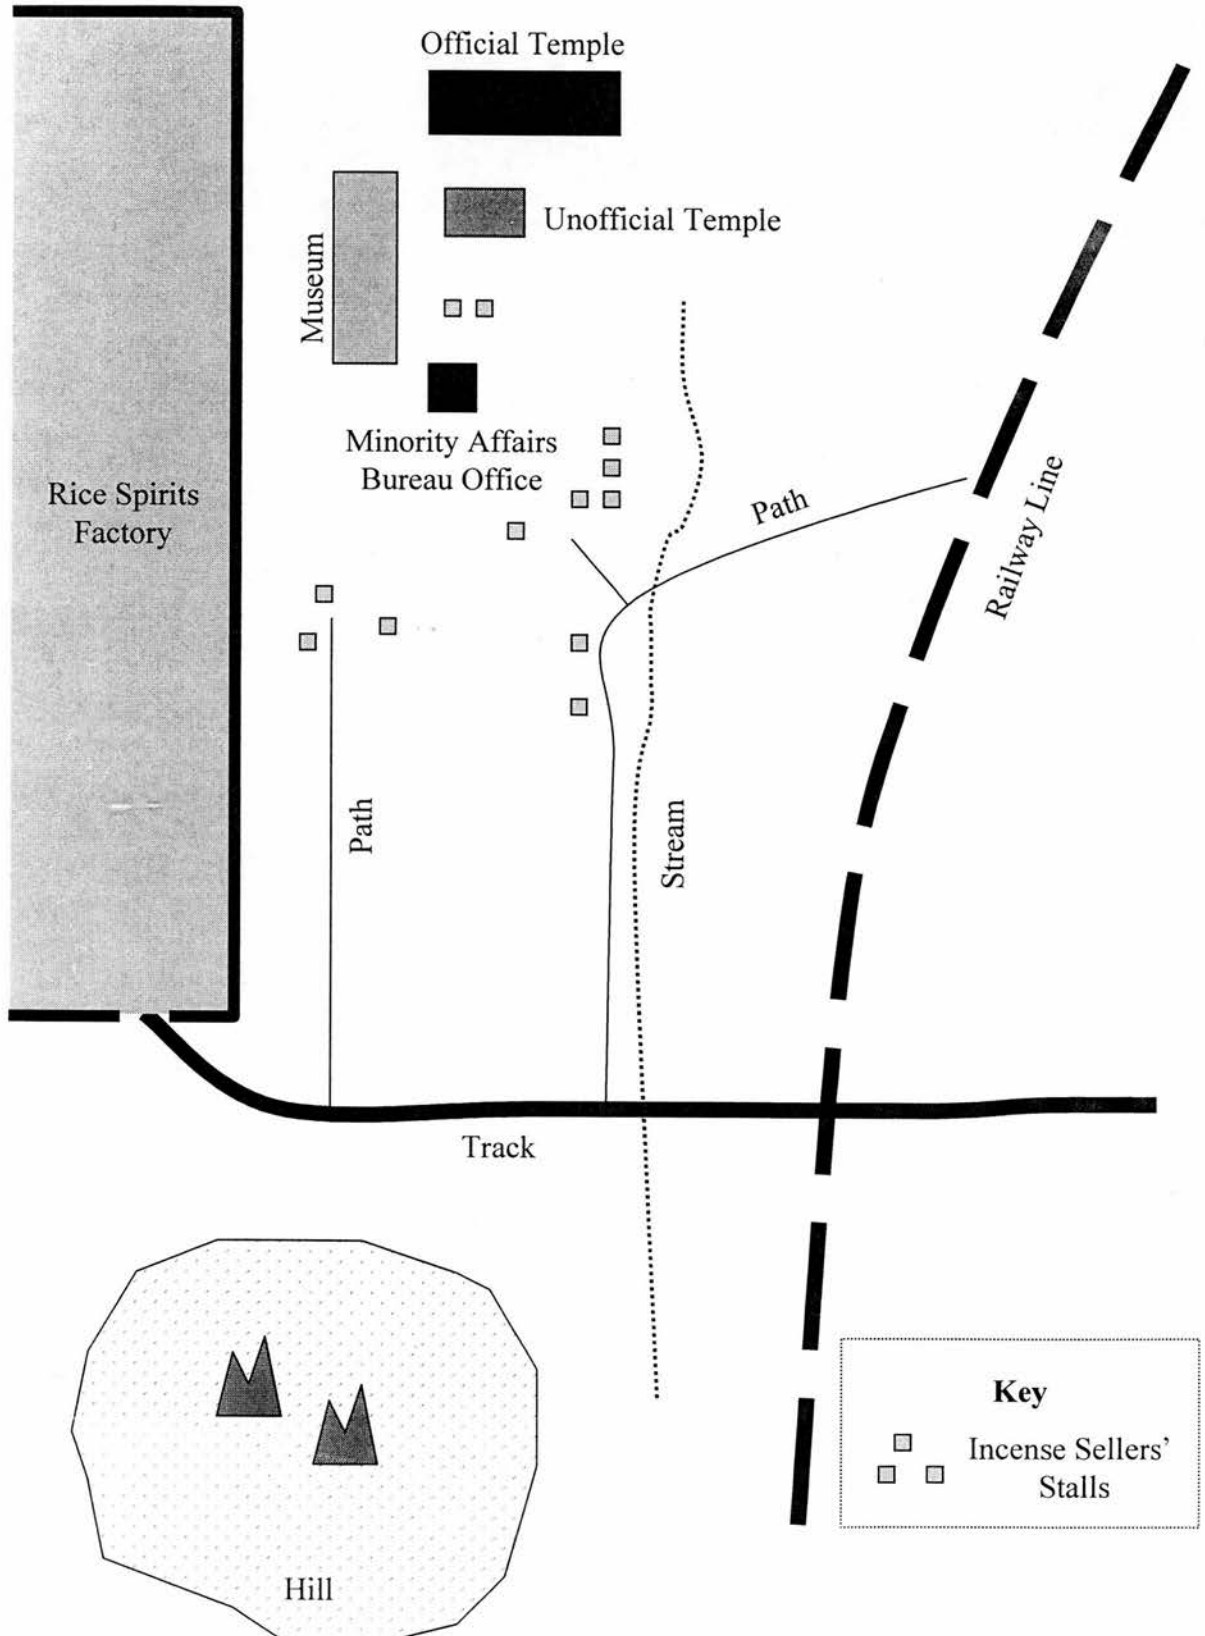 Official Temple
Unofficial Temple
Museum
Minority Affairs
Bureau Office
Rice Spirits
Factory
Path
Railway Line
Path
Stream
Track
Key
Incense Sellers’
Stalls
Hill